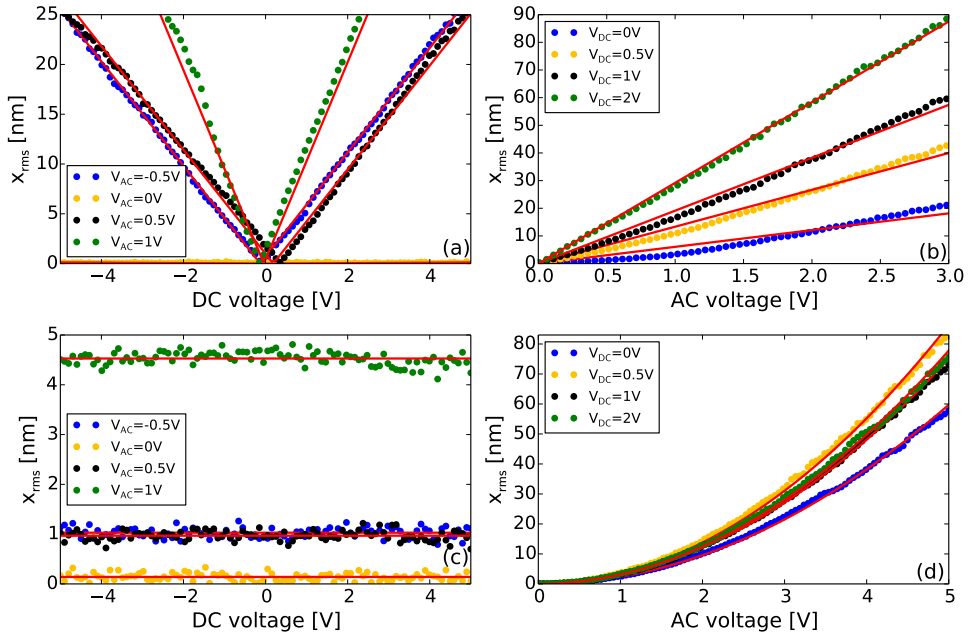 25
20
15
10
5
0
x_rms [nm]
V_AC=-0.5V
V_AC=0V
V_AC=0.5V
V_AC=1V
(a)
−4 −2 0 2 4
DC voltage [V]
90
80
70
60
50
40
30
20
10
0
x_rms [nm]
V_DC=0V
V_DC=0.5V
V_DC=1V
V_DC=2V
(b)
0.0 0.5 1.0 1.5 2.0 2.5 3.0
AC voltage [V]
5
4
3
2
1
0
x_rms [nm]
V_AC=-0.5V
V_AC=0V
V_AC=0.5V
V_AC=1V
(c)
−4 −2 0 2 4
DC voltage [V]
80
70
60
50
40
30
20
10
0
x_rms [nm]
V_DC=0V
V_DC=0.5V
V_DC=1V
V_DC=2V
(d)
0 1 2 3 4 5
AC voltage [V]